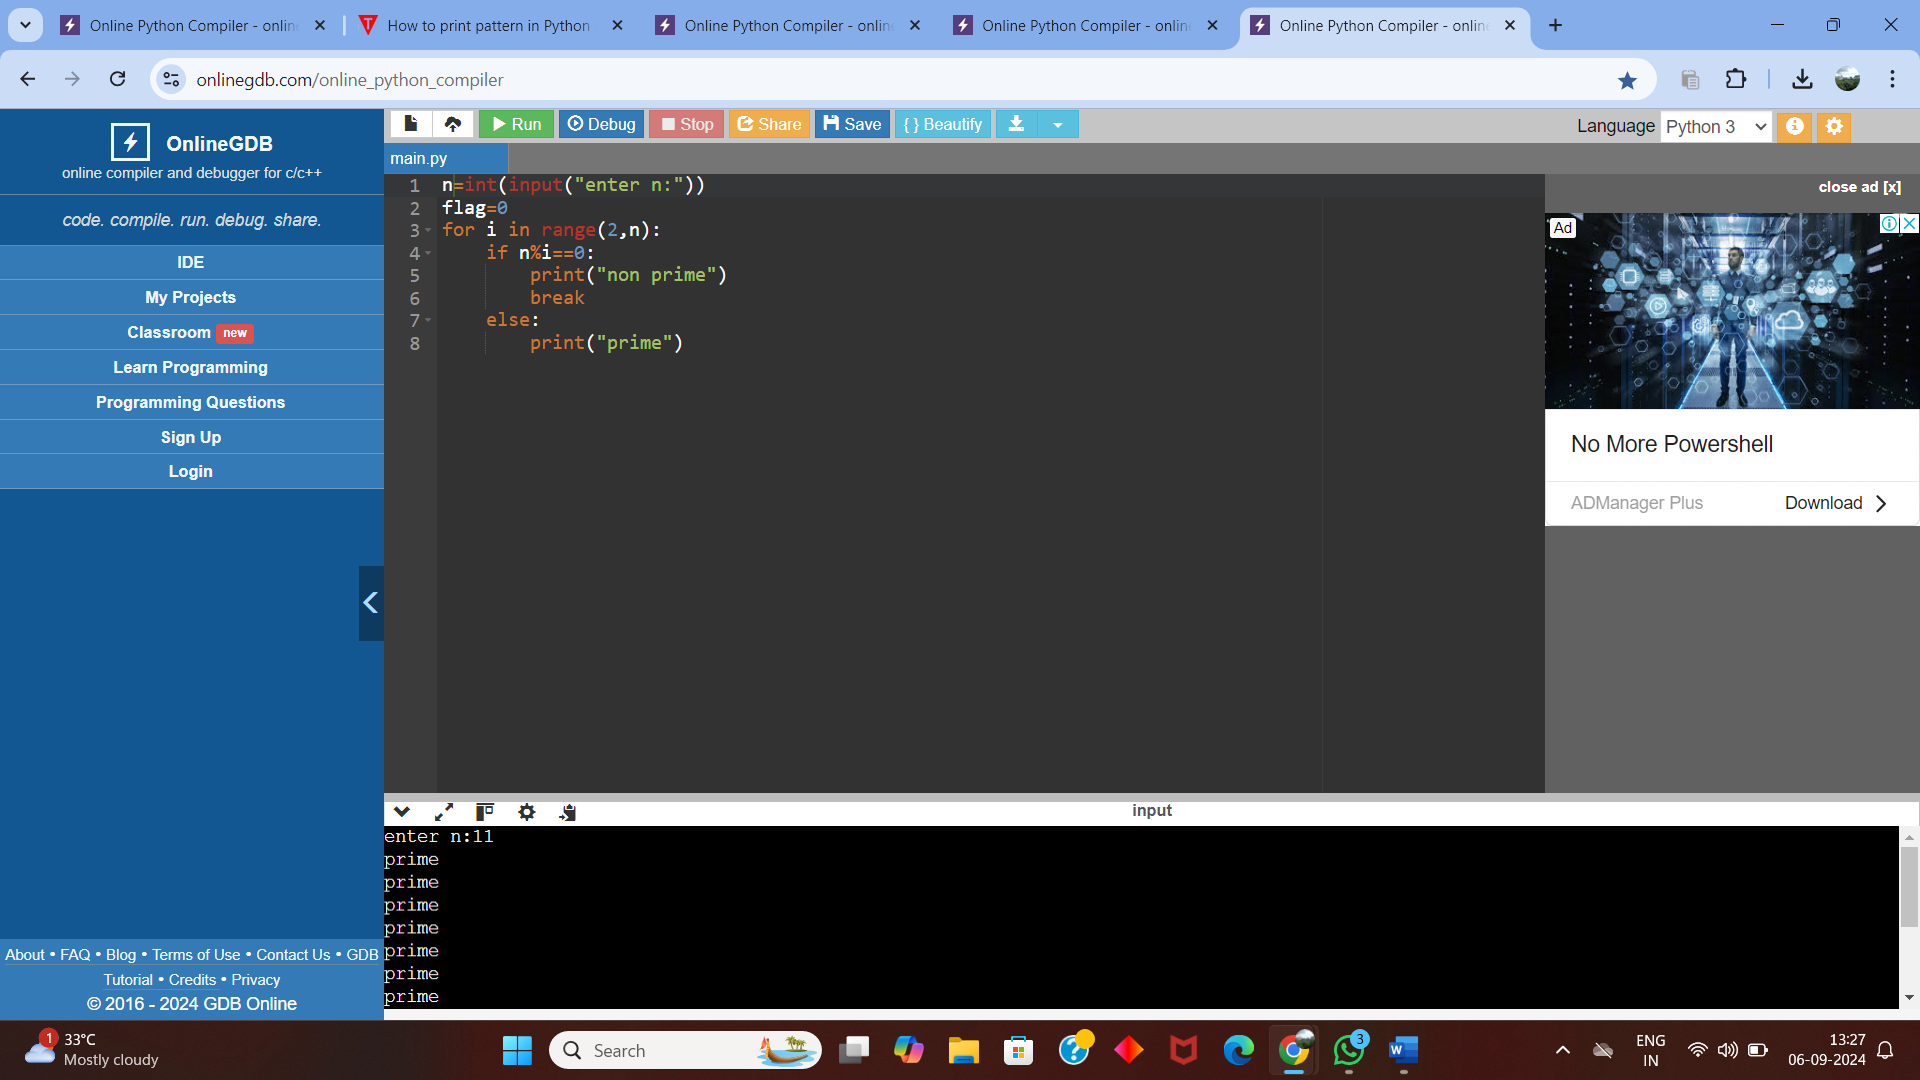 Online Python Compiler - onlin
How to print pattern in Python
Online Python Compiler - onlin
Online Python Compiler - onlin
Online Python Compiler - onlin
onlinegdb.com/online_python_compiler
OnlineGDB
online compiler and debugger for c/c++
code. compile. run. debug. share.
IDE
My Projects
Classroom new
Learn Programming
Programming Questions
Sign Up
Login
About • FAQ • Blog • Terms of Use • Contact Us • GDB
Tutorial • Credits • Privacy
© 2016 - 2024 GDB Online
Run Debug Stop Share Save { } Beautify
Language Python 3
main.py
1 n=int(input("enter n:"))
2 flag=0
3 for i in range(2,n):
4 if n%i==0:
5 print("non prime")
6 break
7 else:
8 print("prime")
close ad [x]
Ad
No More Powershell
ADManager Plus Download
input
enter n:11
prime
prime
prime
prime
prime
prime
prime
1
33°C
Mostly cloudy
Search
3
ENG
IN
13:27
06-09-2024